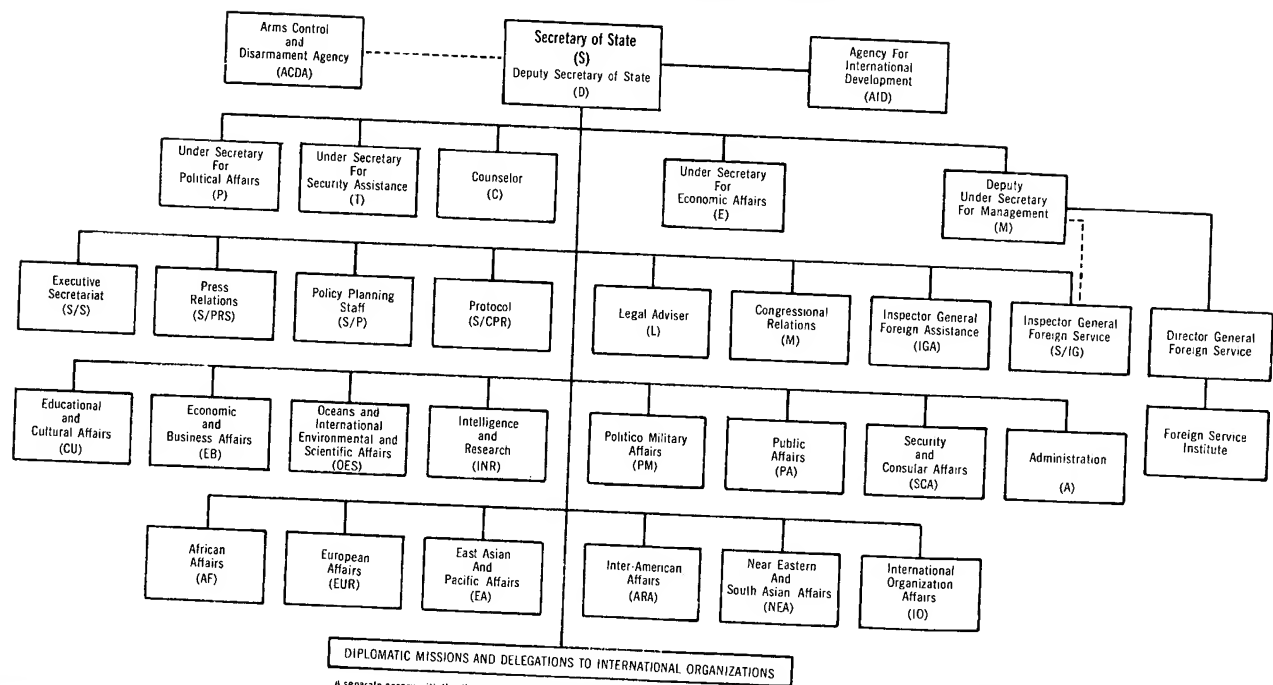 Arms Control
and
Disarmament Agency
(ACDA)
Secretary of State
(S)
Deputy Secretary of State
(D)
Agency For
International
Development
(AID)
Under Secretary
For
Political Affairs
(P)
Under Secretary
For
Security Assistance
(T)
Counselor
(C)
Under Secretary
For
Economic Affairs
(E)
Deputy
Under Secretary
For Management
(M)
Executive
Secretariat
(S/S)
Press
Relations
(S/PRS)
Policy Planning
Staff
(S/P)
Protocol
(S/CPR)
Legal Adviser
(L)
Congressional
Relations
(M)
Inspector General
Foreign Assistance
(IGA)
Inspector General
Foreign Service
(S/IG)
Director General
Foreign Service
Educational
and
Cultural Affairs
(CU)
Economic
and
Business Affairs
(EB)
Oceans and
International
Environmental and
Scientific Affairs
(OES)
Intelligence
and
Research
(INR)
Politico Military
Affairs
(PM)
Public
Affairs
(PA)
Security
and
Consular Affairs
(SCA)
Administration
(A)
Foreign Service
Institute
African
Affairs
(AF)
European
Affairs
(EUR)
East Asian
And
Pacific Affairs
(EA)
Inter-American
Affairs
(ARA)
Near Eastern
And
South Asian Affairs
(NEA)
International
Organization
Affairs
(IO)
DIPLOMATIC MISSIONS AND DELEGATIONS TO INTERNATIONAL ORGANIZATIONS
A separate agency with the